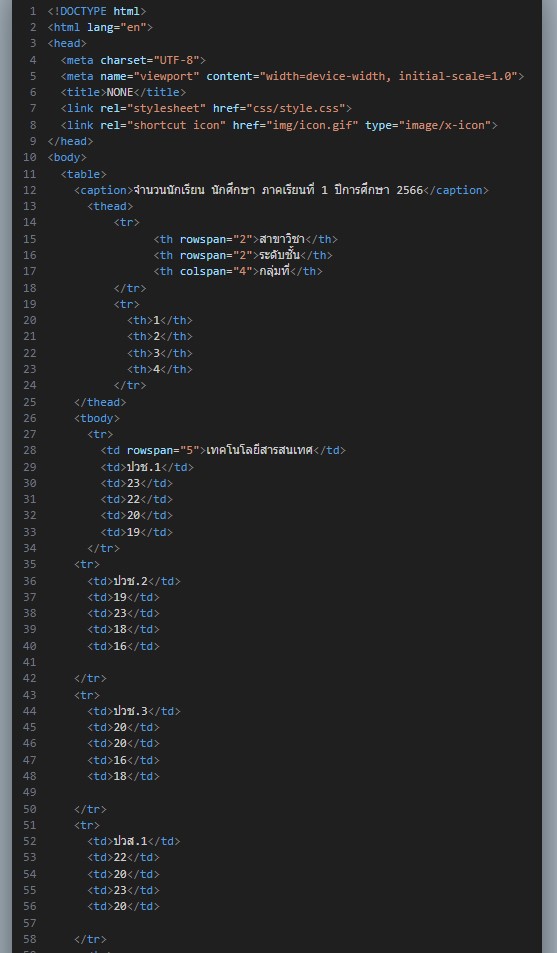 1 <!DOCTYPE html>
2 <html lang="en">
3 <head>
4 <meta charset="UTF-8">
5 <meta name="viewport" content="width=device-width, initial-scale=1.0">
6 <title>NONE</title>
7 <link rel="stylesheet" href="css/style.css">
8 <link rel="shortcut icon" href="img/icon.gif" type="image/x-icon">
9 </head>
10 <body>
11 <table>
12 <caption>จำนวนนักเรียน นักศึกษา ภาคเรียนที่ 1 ปีการศึกษา 2566</caption>
13 <thead>
14 <tr>
15 <th rowspan="2">สาขาวิชา</th>
16 <th rowspan="2">ระดับชั้น</th>
17 <th colspan="4">กลุ่มที่</th>
18 </tr>
19 <tr>
20 <th>1</th>
21 <th>2</th>
22 <th>3</th>
23 <th>4</th>
24 </tr>
25 </thead>
26 <tbody>
27 <tr>
28 <td rowspan="5">เทคโนโลยีสารสนเทศ</td>
29 <td>ปวช.1</td>
30 <td>23</td>
31 <td>22</td>
32 <td>20</td>
33 <td>19</td>
34 </tr>
35 <tr>
36 <td>ปวช.2</td>
37 <td>19</td>
38 <td>23</td>
39 <td>18</td>
40 <td>16</td>
41
42 </tr>
43 <tr>
44 <td>ปวช.3</td>
45 <td>20</td>
46 <td>20</td>
47 <td>16</td>
48 <td>18</td>
49
50 </tr>
51 <tr>
52 <td>ปวส.1</td>
53 <td>22</td>
54 <td>20</td>
55 <td>23</td>
56 <td>20</td>
57
58 </tr>